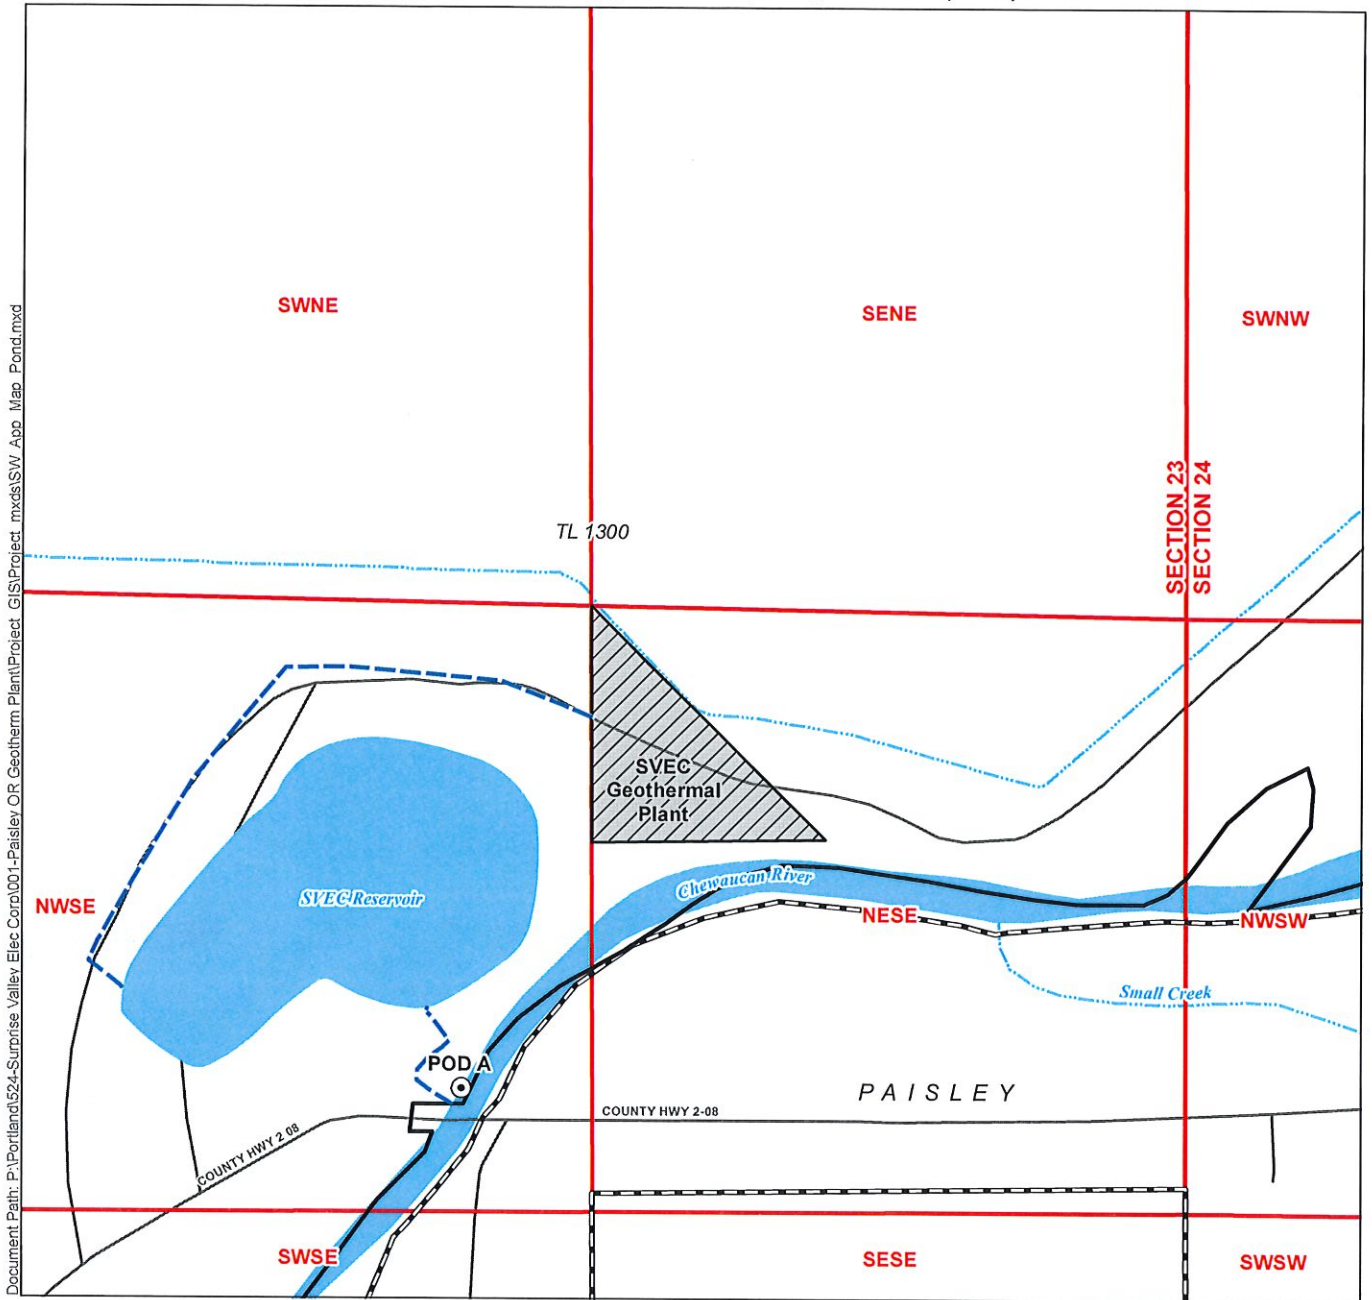 SWNE
SENE
SWNW
SECTION 23
SECTION 24
TL 1300
SVEC
Geothermal
Plant
SVEC Reservoir
Chewaucan River
NWSE
NESE
NWSW
Small Creek
POD A
PAISLEY
COUNTY HWY 2-08
COUNTY HWY 2 08
SWSE
SESE
SWSW
Document Path: P:\Portland\524-Surprise Valley Elec Corp\001-Paisley OR Geotherm Plant\Project_GIS\Project_mxds\SW_App_Map_Pond.mxd